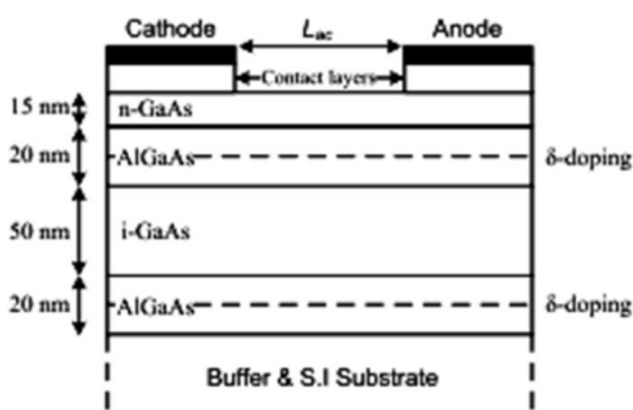 Cathode
Lac
Anode
Contact layers
15 nm
n-GaAs
20 nm
AlGaAs
δ-doping
50 nm
i-GaAs
20 nm
AlGaAs
δ-doping
Buffer & S.I Substrate